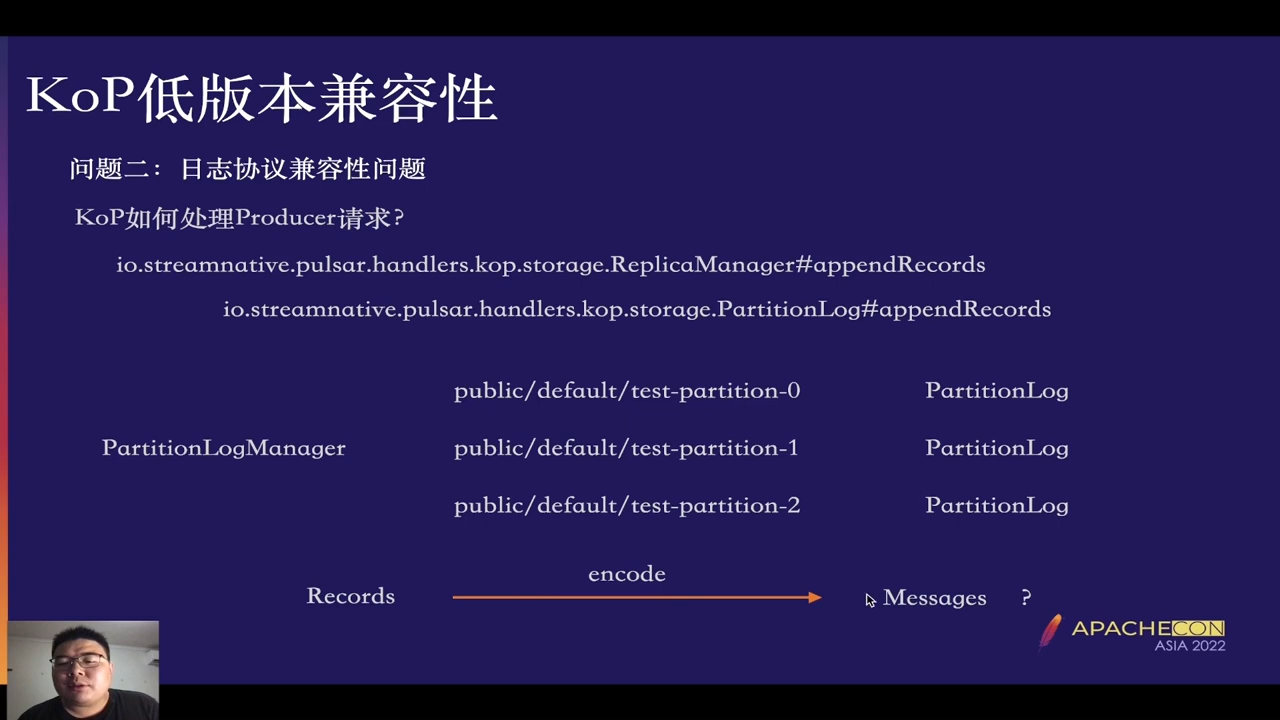 KoP低版本兼容性
问题二：日志协议兼容性问题
KoP如何处理Producer请求?
io.streamnative.pulsar.handlers.kop.storage.ReplicaManager#appendRecords
io.streamnative.pulsar.handlers.kop.storage.PartitionLog#appendRecords
public/default/test-partition-0 PartitionLog
PartitionLogManager public/default/test-partition-1 PartitionLog
public/default/test-partition-2 PartitionLog
encode
Records Messages ?
APACHECON
ASIA 2022